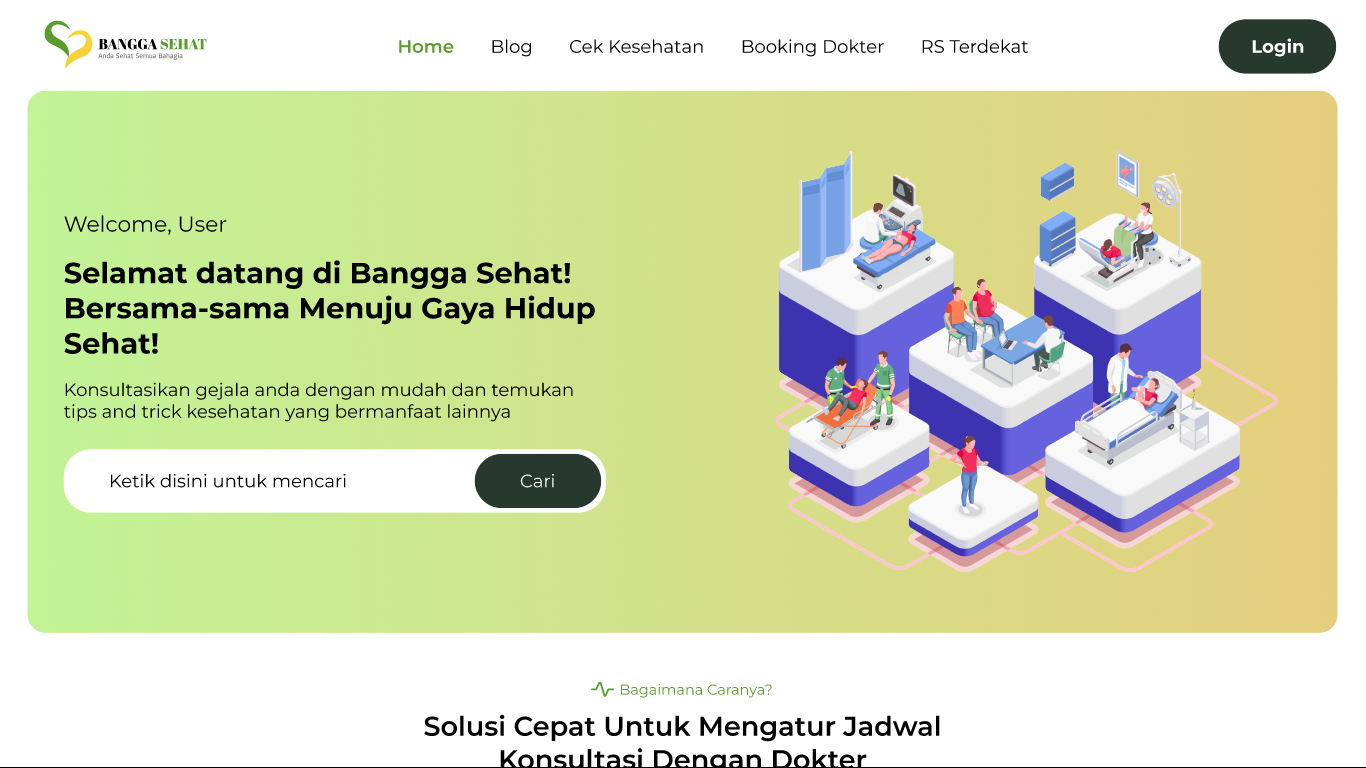 BANGGA SEHAT
Anda Sehat Semua Bahagia
Home
Blog
Cek Kesehatan
Booking Dokter
RS Terdekat
Login
Welcome, User
Selamat datang di Bangga Sehat!
Bersama-sama Menuju Gaya Hidup
Sehat!
Konsultasikan gejala anda dengan mudah dan temukan
tips and trick kesehatan yang bermanfaat lainnya
Ketik disini untuk mencari
Cari
Bagaimana Caranya?
Solusi Cepat Untuk Mengatur Jadwal
Konsultasi Dengan Dokter